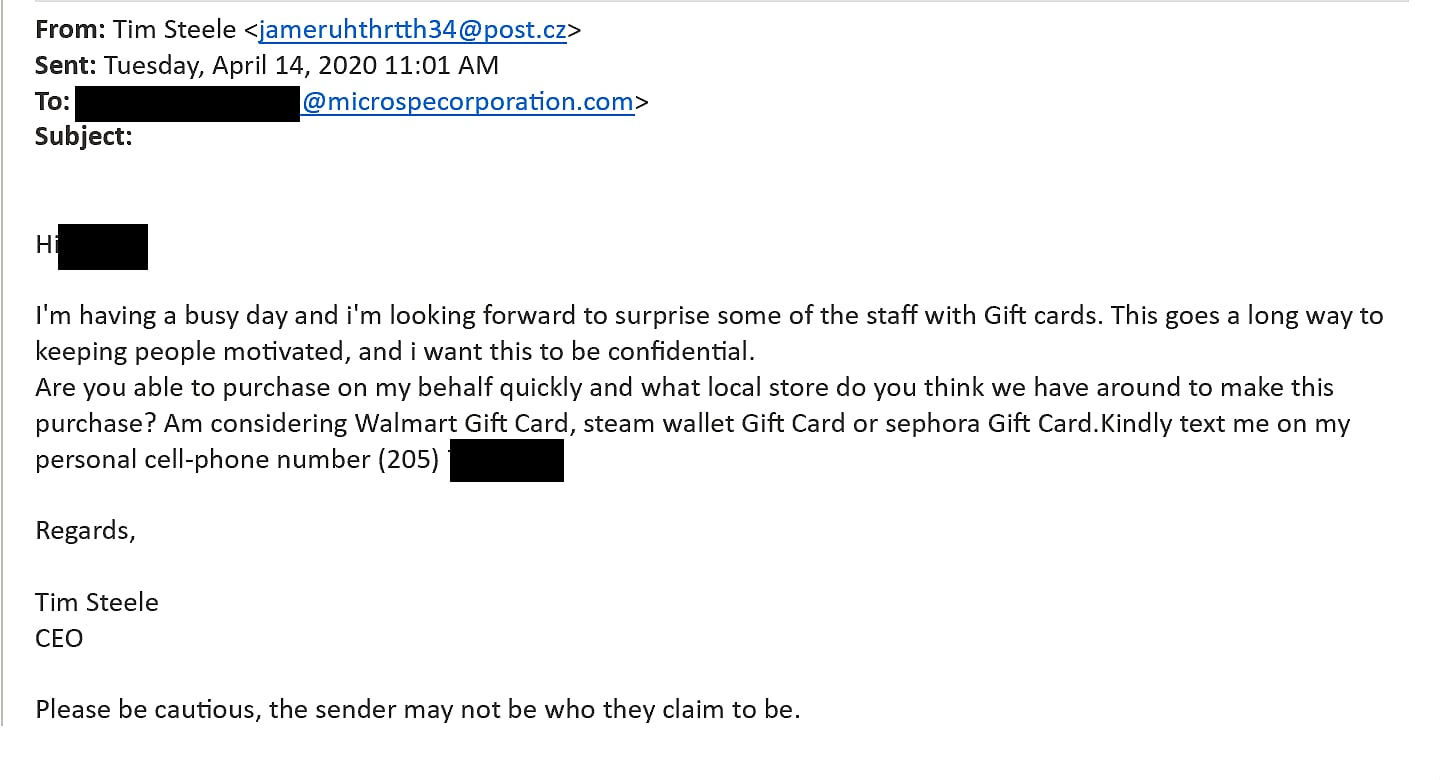 From: Tim Steele <jameruhthrtth34@post.cz>
Sent: Tuesday, April 14, 2020 11:01 AM
To: @microspecorporation.com>
Subject:
Hi
I'm having a busy day and i'm looking forward to surprise some of the staff with Gift cards. This goes a long way to
keeping people motivated, and i want this to be confidential.
Are you able to purchase on my behalf quickly and what local store do you think we have around to make this
purchase? Am considering Walmart Gift Card, steam wallet Gift Card or sephora Gift Card.Kindly text me on my
personal cell-phone number (205)
Regards,
Tim Steele
CEO
Please be cautious, the sender may not be who they claim to be.